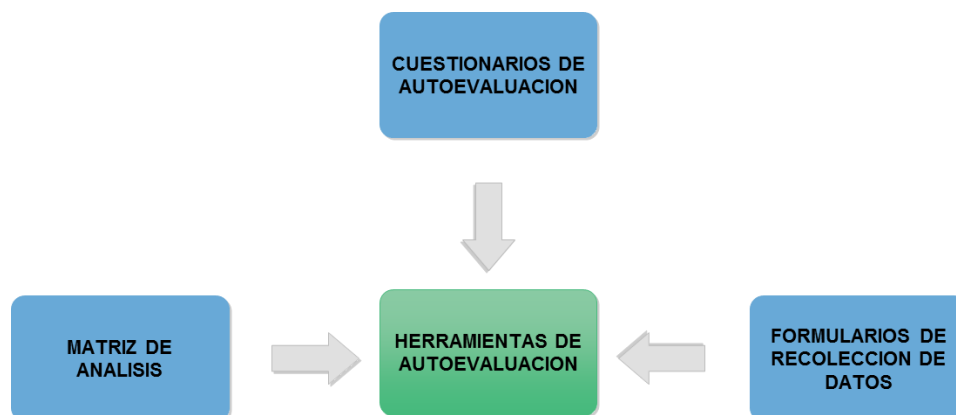 CUESTIONARIOS DE
AUTOEVALUACION
MATRIZ DE
ANALISIS
HERRAMIENTAS DE
AUTOEVALUACION
FORMULARIOS DE
RECOLECCION DE
DATOS